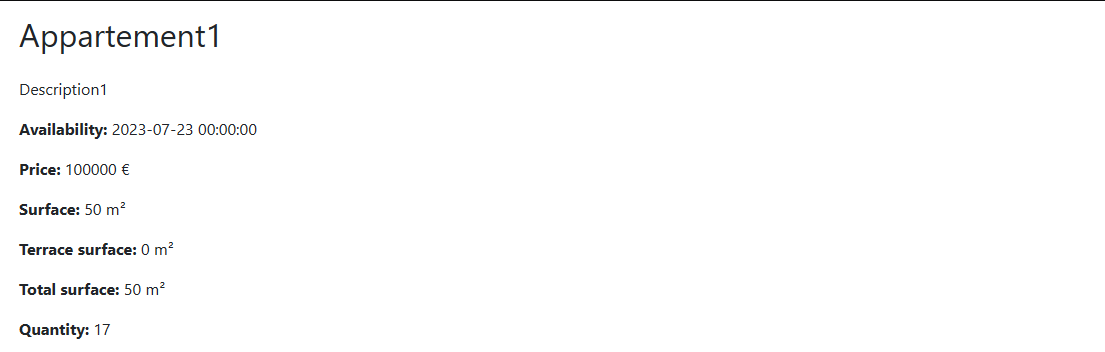 Appartement1
Description1
Availability: 2023-07-23 00:00:00
Price: 100000 €
Surface: 50 m²
Terrace surface: 0 m²
Total surface: 50 m²
Quantity: 17